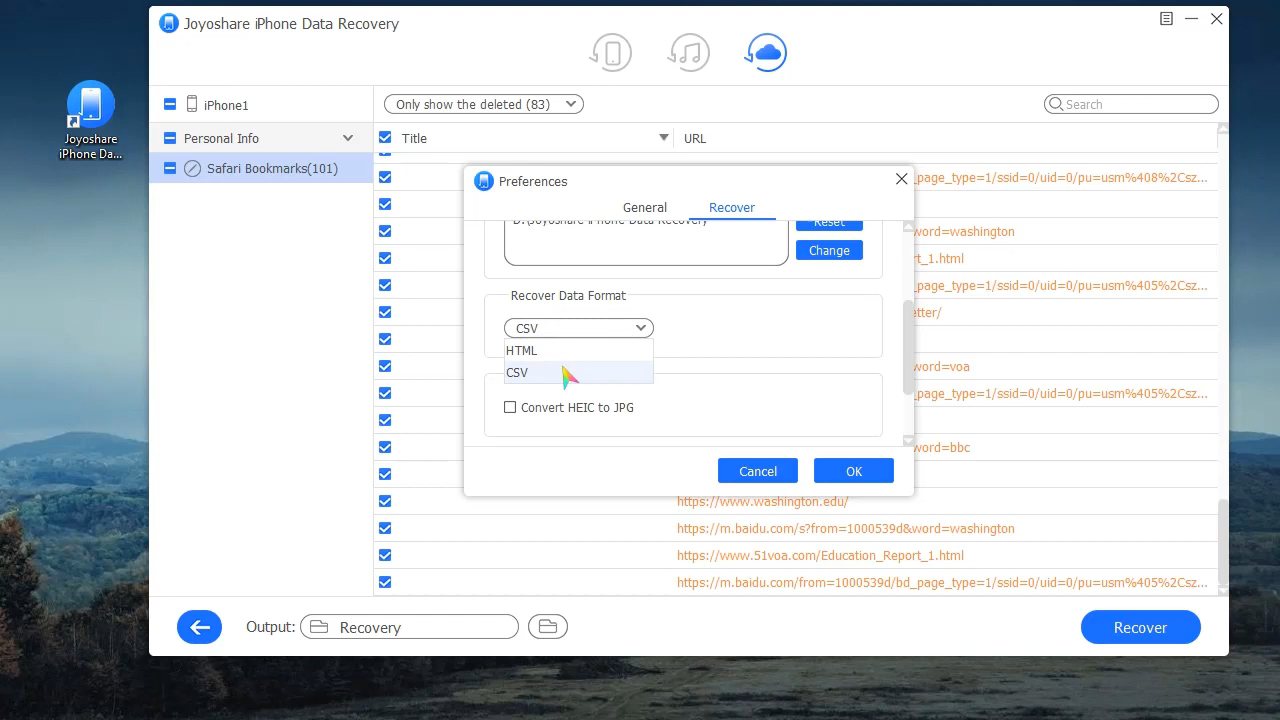 Joyoshare iPhone Data Recovery
Joyoshare
iPhone Da...
iPhone1
Only show the deleted (83)
Search
Personal Info
Title
URL
Safari Bookmarks(101)
_page_type=1/ssid=0/uid=0/pu=usm%408%2Csz...
Preferences
General
Recover
D:\Joyoshare iPhone Data Recovery
Reset
word=washington
Change
rt_1.html
_page_type=1/ssid=0/uid=0/pu=usm%405%2Csz...
Recover Data Format
etter/
CSV
HTML
word=voa
CSV
_page_type=1/ssid=0/uid=0/pu=usm%405%2Csz...
Convert HEIC to JPG
word=bbc
Cancel
OK
https://www.washington.edu/
https://m.baidu.com/s?from=1000539d&word=washington
https://www.51voa.com/Education_Report_1.html
https://m.baidu.com/from=1000539d/bd_page_type=1/ssid=0/uid=0/pu=usm%405%2Csz...
Output:
Recovery
Recover